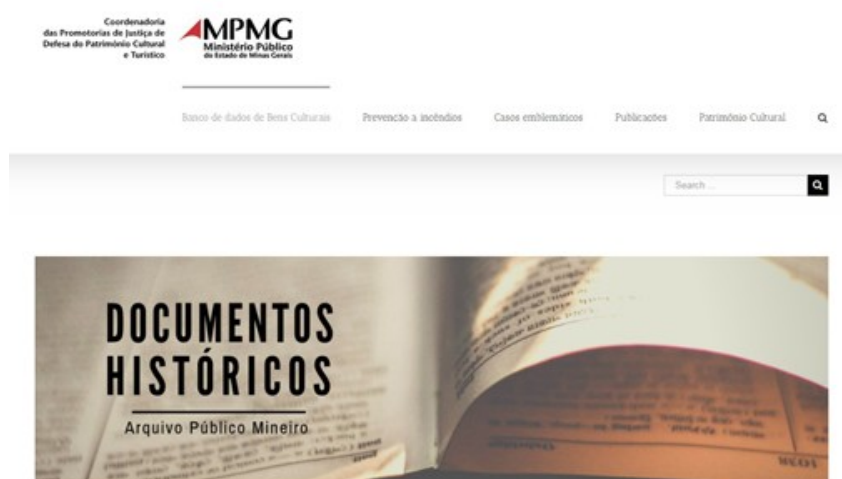 Coordenadoria
das Promotorias de Justiça de
Defesa do Patrimônio Cultural
e Turístico
MPMG
Ministério Público
do Estado de Minas Gerais
Banco de dados de Bens Culturais
Prevenção a incêndios
Casos emblemáticos
Publicações
Patrimônio Cultural
Search ...
DOCUMENTOS
HISTÓRICOS
Arquivo Público Mineiro